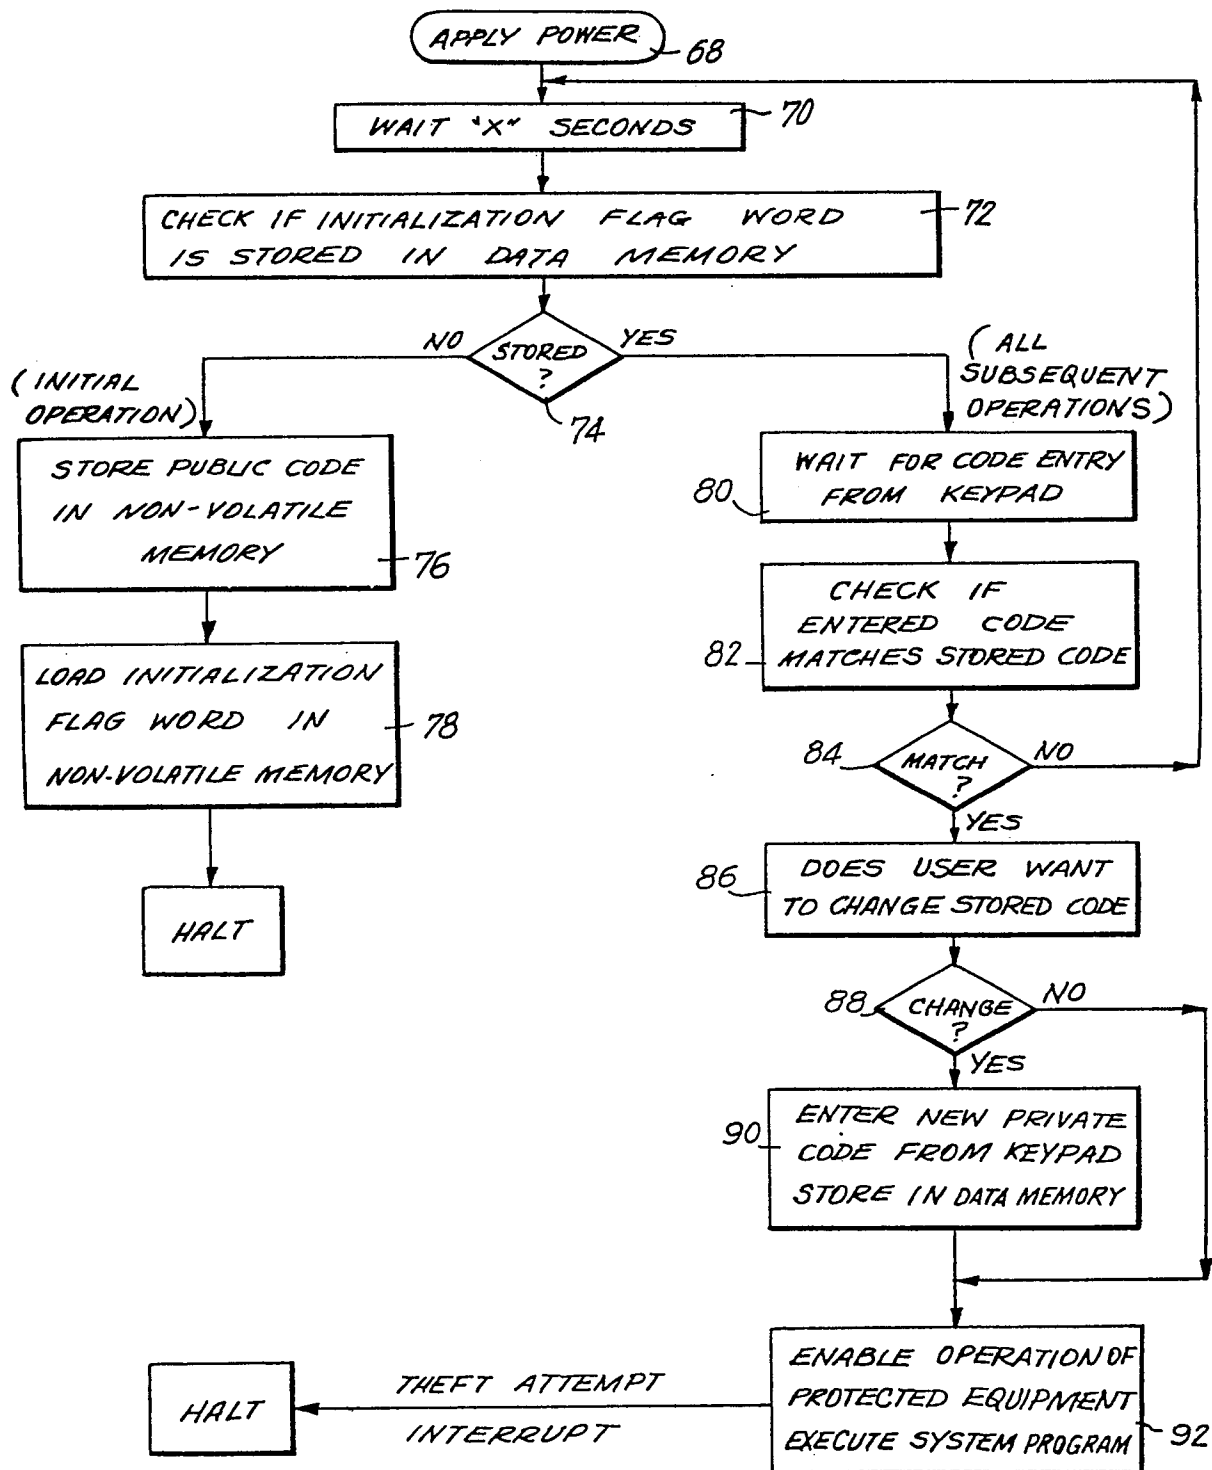 APPLY POWER
68
WAIT "X" SECONDS
70
CHECK IF INITIALIZATION FLAG WORD
IS STORED IN DATA MEMORY
72
NO
STORED
?
YES
74
(INITIAL
OPERATION)
(ALL
SUBSEQUENT
OPERATIONS)
STORE PUBLIC CODE
IN NON-VOLATILE
MEMORY
76
LOAD INITIALIZATION
FLAG WORD IN
NON-VOLATILE MEMORY
78
HALT
WAIT FOR CODE ENTRY
FROM KEYPAD
80
CHECK IF
ENTERED CODE
MATCHES STORED CODE
82
84
MATCH
?
NO
YES
DOES USER WANT
TO CHANGE STORED CODE
86
88
CHANGE
?
NO
YES
ENTER NEW PRIVATE
CODE FROM KEYPAD
STORE IN DATA MEMORY
90
ENABLE OPERATION OF
PROTECTED EQUIPMENT
EXECUTE SYSTEM PROGRAM
92
THEFT ATTEMPT
INTERRUPT
HALT